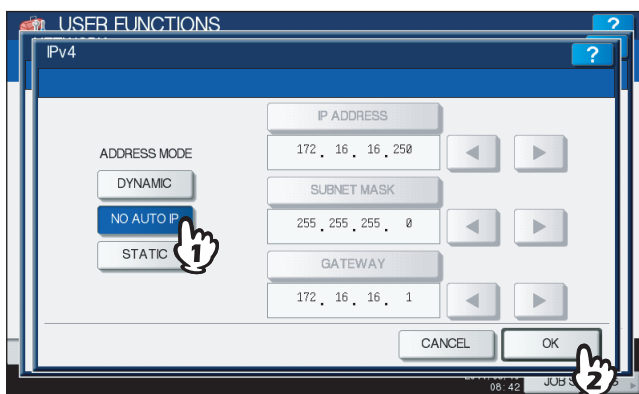 USER FUNCTIONS
?
IPv4
?
ADDRESS MODE
DYNAMIC
NO AUTO IP
STATIC
IP ADDRESS
172. 16. 16.250
SUBNET MASK
255.255.255. 0
GATEWAY
172. 16. 16. 1
CANCEL
OK
1
2
08:42
JOB S